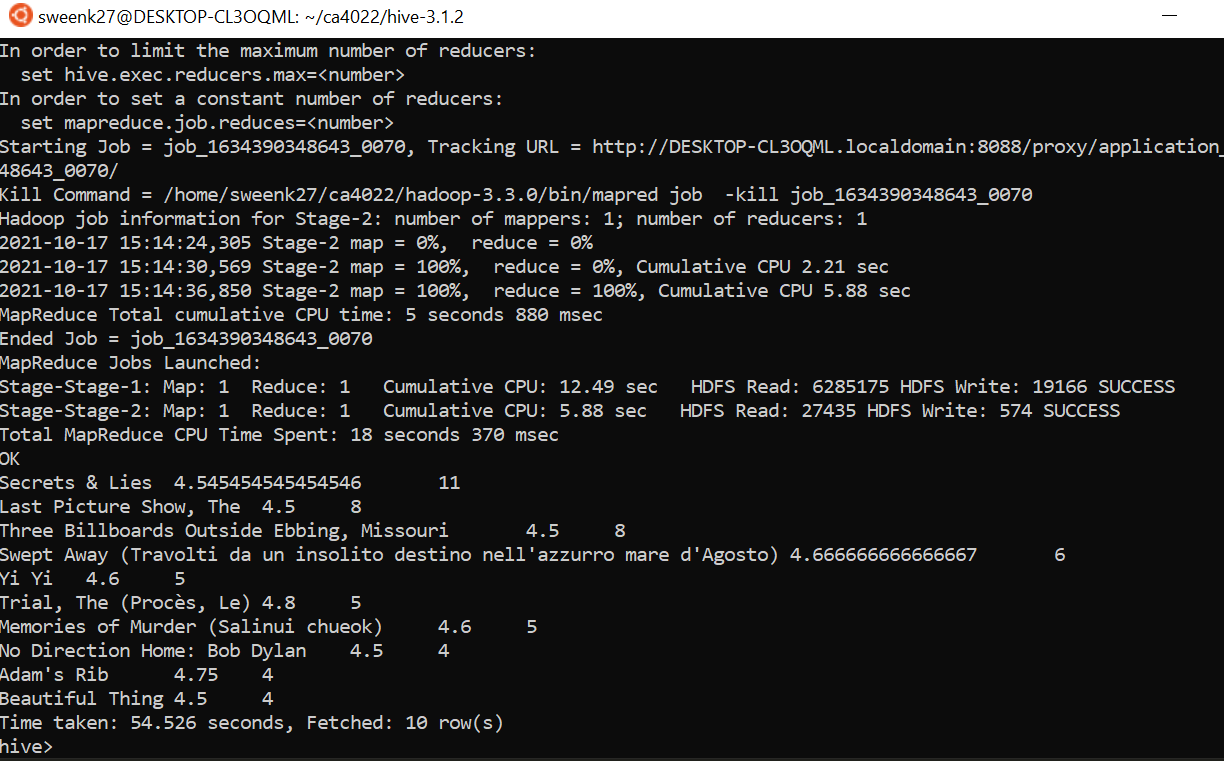 sweenk27@DESKTOP-CL3OQML: ~/ca4022/hive-3.1.2
In order to limit the maximum number of reducers:
  set hive.exec.reducers.max=<number>
In order to set a constant number of reducers:
  set mapreduce.job.reduces=<number>
Starting Job = job_1634390348643_0070, Tracking URL = http://DESKTOP-CL3OQML.localdomain:8088/proxy/application_
48643_0070/
Kill Command = /home/sweenk27/ca4022/hadoop-3.3.0/bin/mapred job  -kill job_1634390348643_0070
Hadoop job information for Stage-2: number of mappers: 1; number of reducers: 1
2021-10-17 15:14:24,305 Stage-2 map = 0%,  reduce = 0%
2021-10-17 15:14:30,569 Stage-2 map = 100%,  reduce = 0%, Cumulative CPU 2.21 sec
2021-10-17 15:14:36,850 Stage-2 map = 100%,  reduce = 100%, Cumulative CPU 5.88 sec
MapReduce Total cumulative CPU time: 5 seconds 880 msec
Ended Job = job_1634390348643_0070
MapReduce Jobs Launched:
Stage-Stage-1: Map: 1  Reduce: 1   Cumulative CPU: 12.49 sec   HDFS Read: 6285175 HDFS Write: 19166 SUCCESS
Stage-Stage-2: Map: 1  Reduce: 1   Cumulative CPU: 5.88 sec   HDFS Read: 27435 HDFS Write: 574 SUCCESS
Total MapReduce CPU Time Spent: 18 seconds 370 msec
OK
Secrets & Lies  4.545454545454546       11
Last Picture Show, The  4.5     8
Three Billboards Outside Ebbing, Missouri       4.5     8
Swept Away (Travolti da un insolito destino nell'azzurro mare d'Agosto) 4.666666666666667       6
Yi Yi   4.6     5
Trial, The (Procès, Le) 4.8     5
Memories of Murder (Salinui chueok)     4.6     5
No Direction Home: Bob Dylan    4.5     4
Adam's Rib      4.75    4
Beautiful Thing 4.5     4
Time taken: 54.526 seconds, Fetched: 10 row(s)
hive>